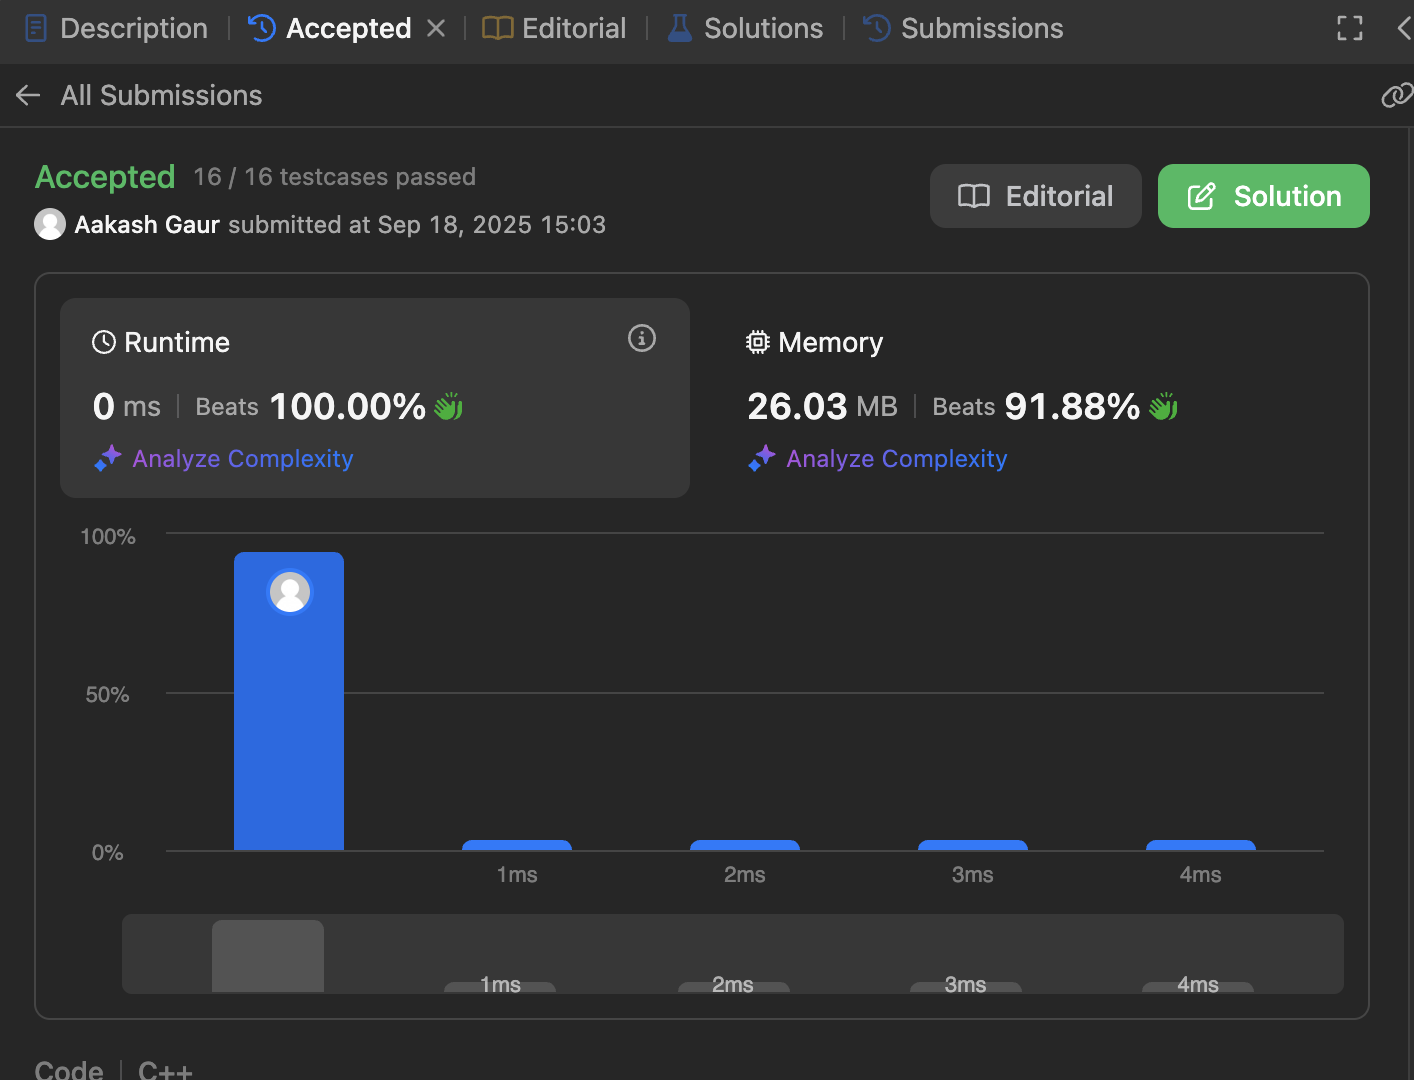 Description | Accepted | Editorial | Solutions | Submissions
All Submissions
Accepted 16 / 16 testcases passed
Editorial
Solution
Aakash Gaur submitted at Sep 18, 2025 15:03
Runtime
0 ms | Beats 100.00%
Analyze Complexity
Memory
26.03 MB | Beats 91.88%
Analyze Complexity
100%
50%
0%
1ms 2ms 3ms 4ms
1ms 2ms 3ms 4ms
Code | C++